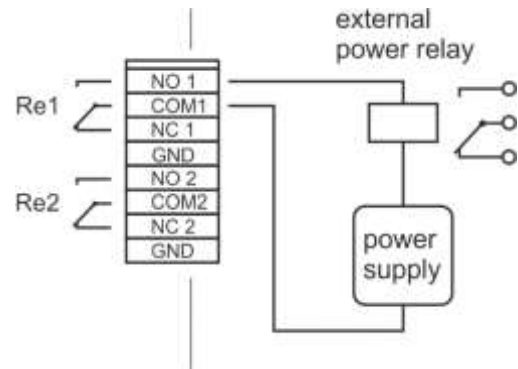 external
power relay
Re1
NO 1
COM1
NC 1
GND
Re2
NO 2
COM2
NC 2
GND
power
supply